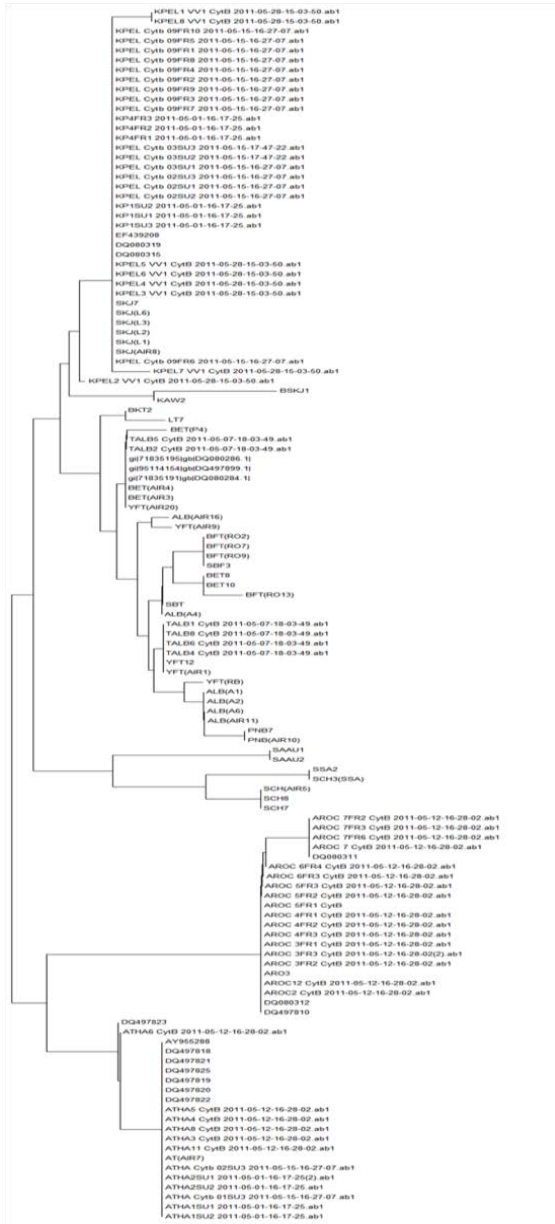 KPEL1 VV1 CytB 2011-05-28-15-03-50.ab1
KPEL8 VV1 CytB 2011-05-28-15-03-50.ab1
KPEL Cytb 09FR10 2011-05-15-16-27-07.ab1
KPEL Cytb 09FR5 2011-05-15-16-27-07.ab1
KPEL Cytb 09FR1 2011-05-15-16-27-07.ab1
KPEL Cytb 09FR8 2011-05-15-16-27-07.ab1
KPEL Cytb 09FR4 2011-05-15-16-27-07.ab1
KPEL Cytb 09FR2 2011-05-15-16-27-07.ab1
KPEL Cytb 09FR9 2011-05-15-16-27-07.ab1
KPEL Cytb 09FR3 2011-05-15-16-27-07.ab1
KPEL Cytb 09FR7 2011-05-15-16-27-07.ab1
KP4FR3 2011-05-01-16-17-25.ab1
KP4FR2 2011-05-01-16-17-25.ab1
KP4FR1 2011-05-01-16-17-25.ab1
KPEL Cytb 03SU3 2011-05-15-17-47-22.ab1
KPEL Cytb 03SU2 2011-05-15-17-47-22.ab1
KPEL Cytb 03SU1 2011-05-15-16-27-07.ab1
KPEL Cytb 02SU3 2011-05-15-16-27-07.ab1
KPEL Cytb 02SU1 2011-05-15-16-27-07.ab1
KPEL Cytb 02SU2 2011-05-15-16-27-07.ab1
KP1SU2 2011-05-01-16-17-25.ab1
KP1SU1 2011-05-01-16-17-25.ab1
KP1SU3 2011-05-01-16-17-25.ab1
EF439208
DQ080319
DQ080315
KPEL5 VV1 CytB 2011-05-28-15-03-50.ab1
KPEL6 VV1 CytB 2011-05-28-15-03-50.ab1
KPEL4 VV1 CytB 2011-05-28-15-03-50.ab1
KPEL3 VV1 CytB 2011-05-28-15-03-50.ab1
SKJ7
SKJ(L6)
SKJ(L3)
SKJ(L2)
SKJ(L1)
SKJ(AIR8)
KPEL Cytb 09FR6 2011-05-15-16-27-07.ab1
KPEL7 VV1 CytB 2011-05-28-15-03-50.ab1
KPEL2 VV1 CytB 2011-05-28-15-03-50.ab1
BSKJ1
KAW2
BKT2
LT7
BET(P4)
TALB5 CytB 2011-05-07-18-03-49.ab1
TALB2 CytB 2011-05-07-18-03-49.ab1
gi|71835195|gb|DQ080286.1|
gi|95114154|gb|DQ497899.1|
gi|71835191|gb|DQ080284.1|
BET(AIR4)
BET(AIR3)
YFT(AIR20)
ALB(AIR16)
YFT(AIR9)
BFT(RO2)
BFT(RO7)
BFT(RO9)
SBF3
BET8
BET10
BFT(RO13)
SBT
ALB(A4)
TALB1 CytB 2011-05-07-18-03-49.ab1
TALB8 CytB 2011-05-07-18-03-49.ab1
TALB6 CytB 2011-05-07-18-03-49.ab1
TALB4 CytB 2011-05-07-18-03-49.ab1
YFT12
YFT(AIR1)
YFT(RB)
ALB(A1)
ALB(A2)
ALB(A6)
ALB(AIR11)
PNB7
PNB(AIR10)
SAAU1
SAAU2
SSA2
SCH3(SSA)
SCH(AIR5)
SCH8
SCH7
AROC 7FR2 CytB 2011-05-12-16-28-02.ab1
AROC 7FR3 CytB 2011-05-12-16-28-02.ab1
AROC 7FR6 CytB 2011-05-12-16-28-02.ab1
AROC 7 CytB 2011-05-12-16-28-02.ab1
DQ080311
AROC 6FR4 CytB 2011-05-12-16-28-02.ab1
AROC 6FR3 CytB 2011-05-12-16-28-02.ab1
AROC 5FR3 CytB 2011-05-12-16-28-02.ab1
AROC 5FR2 CytB 2011-05-12-16-28-02.ab1
AROC 5FR1 CytB
AROC 4FR1 CytB 2011-05-12-16-28-02.ab1
AROC 4FR2 CytB 2011-05-12-16-28-02.ab1
AROC 4FR3 CytB 2011-05-12-16-28-02.ab1
AROC 3FR1 CytB 2011-05-12-16-28-02.ab1
AROC 3FR3 CytB 2011-05-12-16-28-02(2).ab1
AROC 3FR2 CytB 2011-05-12-16-28-02.ab1
ARO3
AROC12 CytB 2011-05-12-16-28-02.ab1
AROC2 CytB 2011-05-12-16-28-02.ab1
DQ080312
DQ497810
DQ497823
ATHA6 CytB 2011-05-12-16-28-02.ab1
AY955288
DQ497818
DQ497821
DQ497825
DQ497819
DQ497820
DQ497822
ATHA5 CytB 2011-05-12-16-28-02.ab1
ATHA4 CytB 2011-05-12-16-28-02.ab1
ATHA8 CytB 2011-05-12-16-28-02.ab1
ATHA3 CytB 2011-05-12-16-28-02.ab1
ATHA11 CytB 2011-05-12-16-28-02.ab1
AT(AIR7)
ATHA Cytb 02SU3 2011-05-15-16-27-07.ab1
ATHA2SU1 2011-05-01-16-17-25(2).ab1
ATHA2SU2 2011-05-01-16-17-25.ab1
ATHA Cytb 01SU3 2011-05-15-16-27-07.ab1
ATHA1SU1 2011-05-01-16-17-25.ab1
ATHA1SU2 2011-05-01-16-17-25.ab1